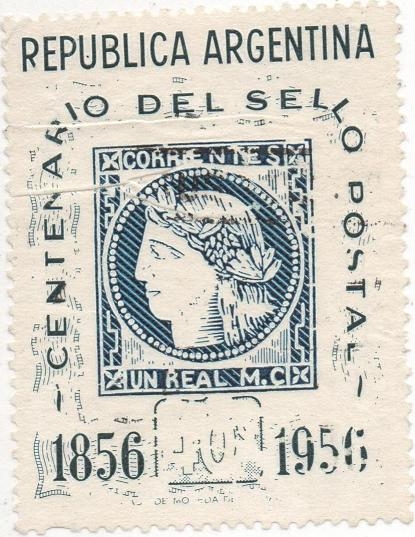 REPUBLICA ARGENTINA
-CENTENARIO DEL SELLO POSTAL-
CORRIENTES
UN REAL M.C.
1856
1956